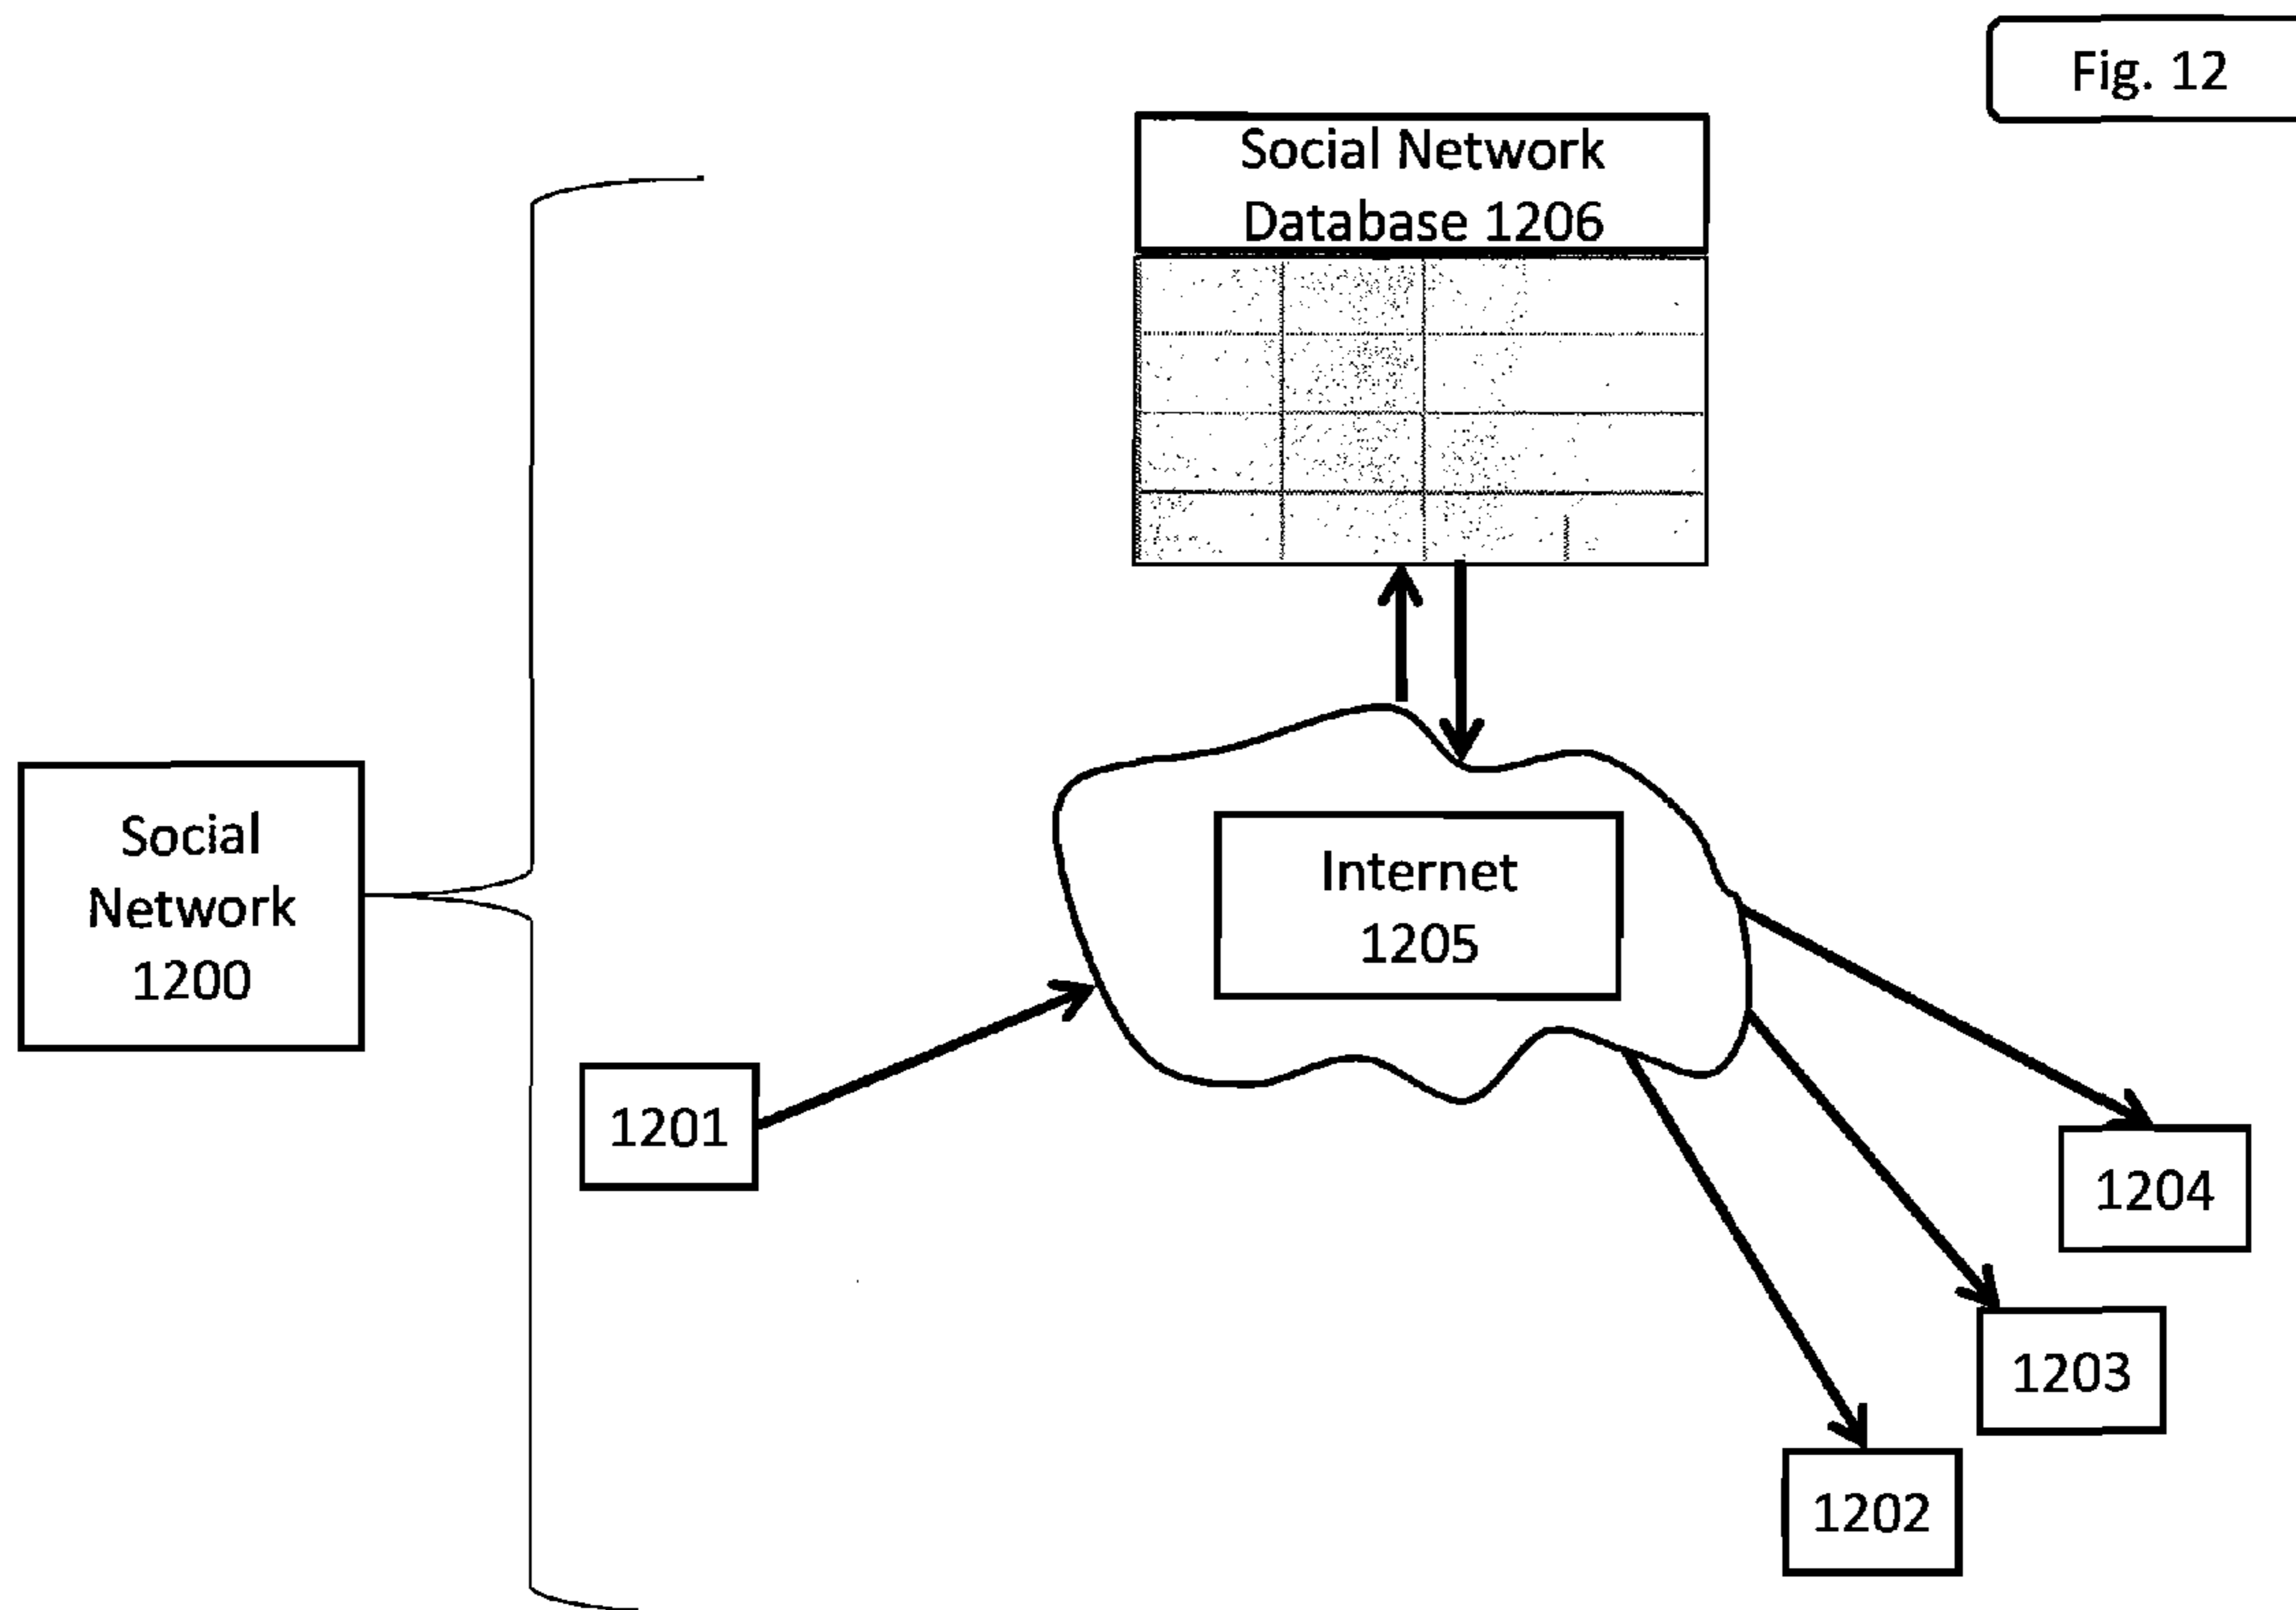 Fig. 12
Social Network
Database 1206
Social
Network
1200
Internet
1205
1201
1204
1203
1202